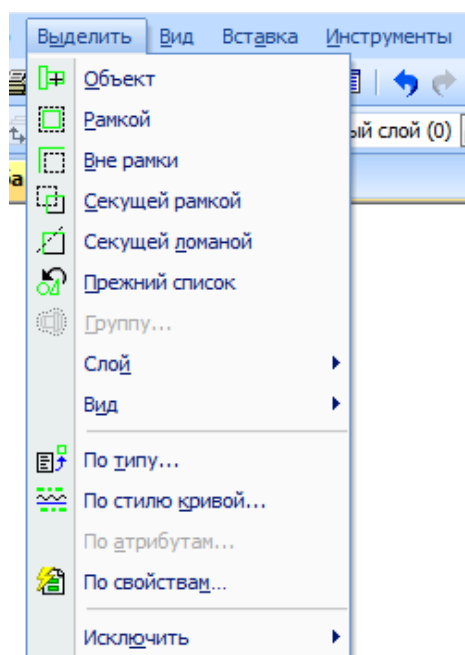 Выделить Вид Вставка Инструменты
Объект
Рамкой
ый слой (0)
Вне рамки
ба
Секущей рамкой
Секущей ломаной
Прежний список
Группу...
Слой
Вид
По типу...
По стилю кривой...
По атрибутам...
По свойствам...
Исключить